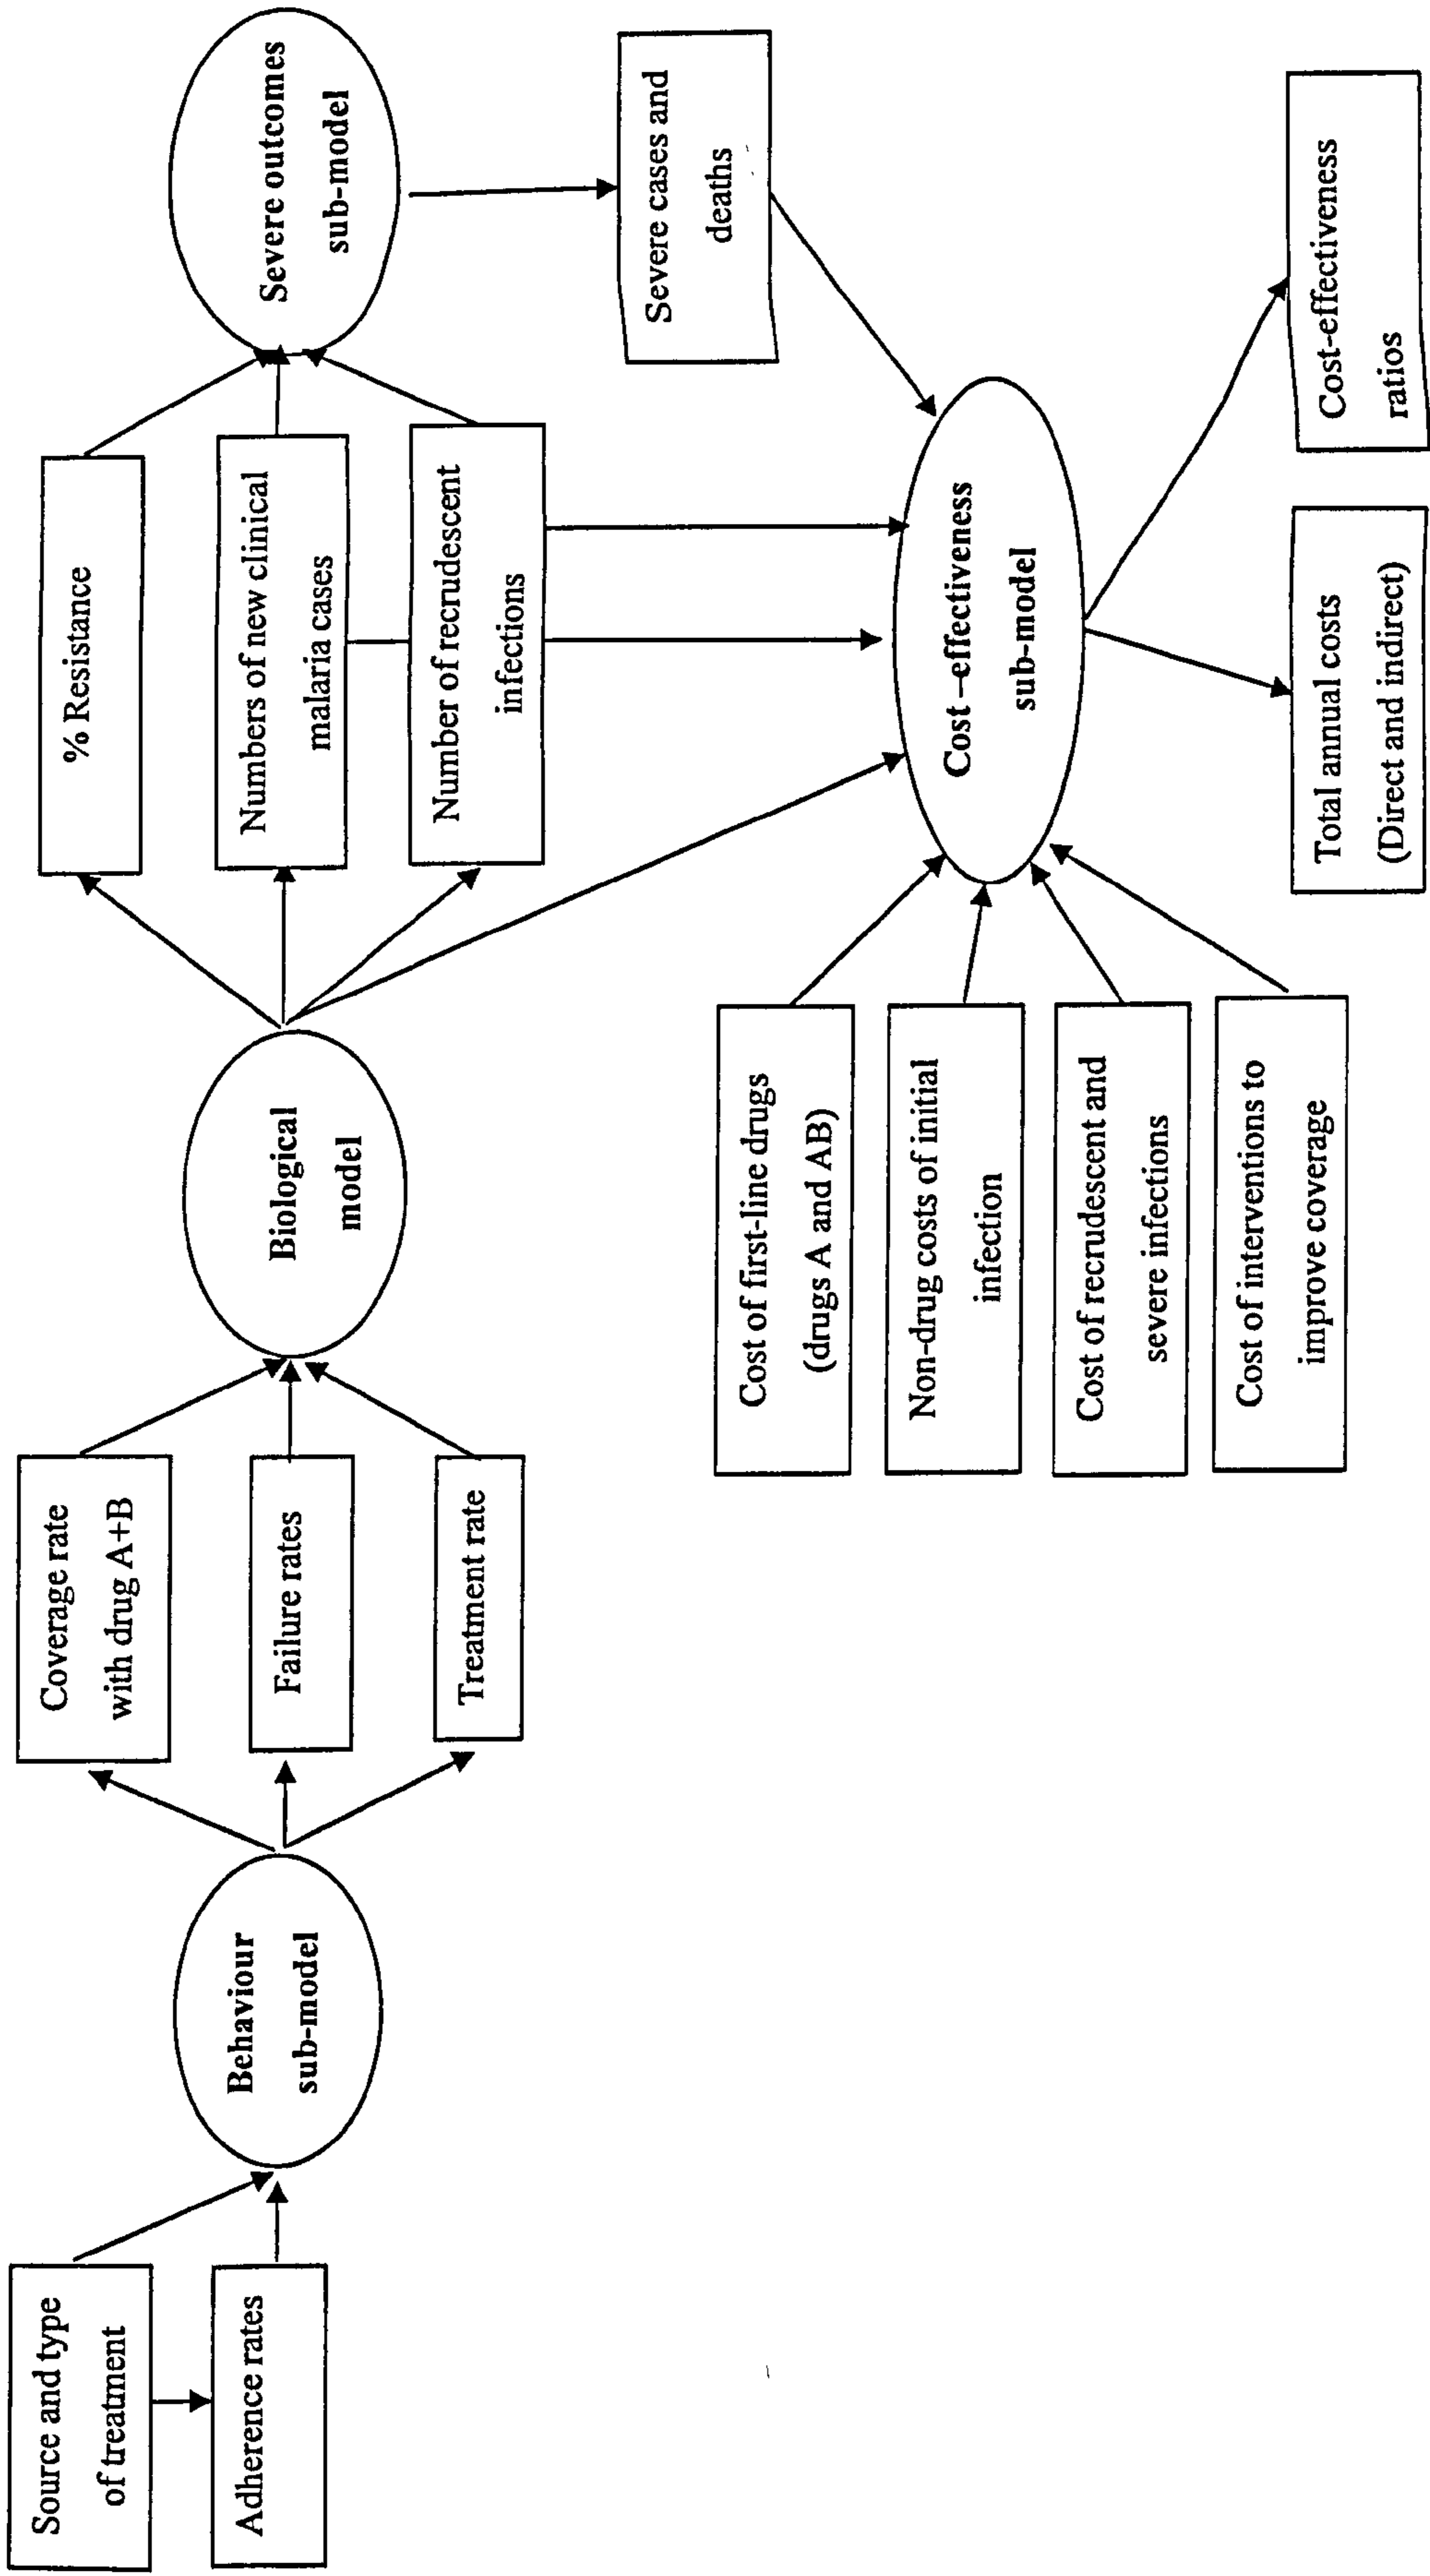 Source and type
of treatment
Adherence rates
Behaviour
sub-model
Coverage rate
with drug A+B
Failure rates
Treatment rate
Biological
model
% Resistance
Numbers of new clinical
malaria cases
Number of recrudescent
infections
Severe outcomes
sub-model
Severe cases and
deaths
Cost of first-line drugs
(drugs A and AB)
Non-drug costs of initial
infection
Cost of recrudescent and
severe infections
Cost of interventions to
improve coverage
Cost –effectiveness
sub-model
Total annual costs
(Direct and indirect)
Cost-effectiveness
ratios